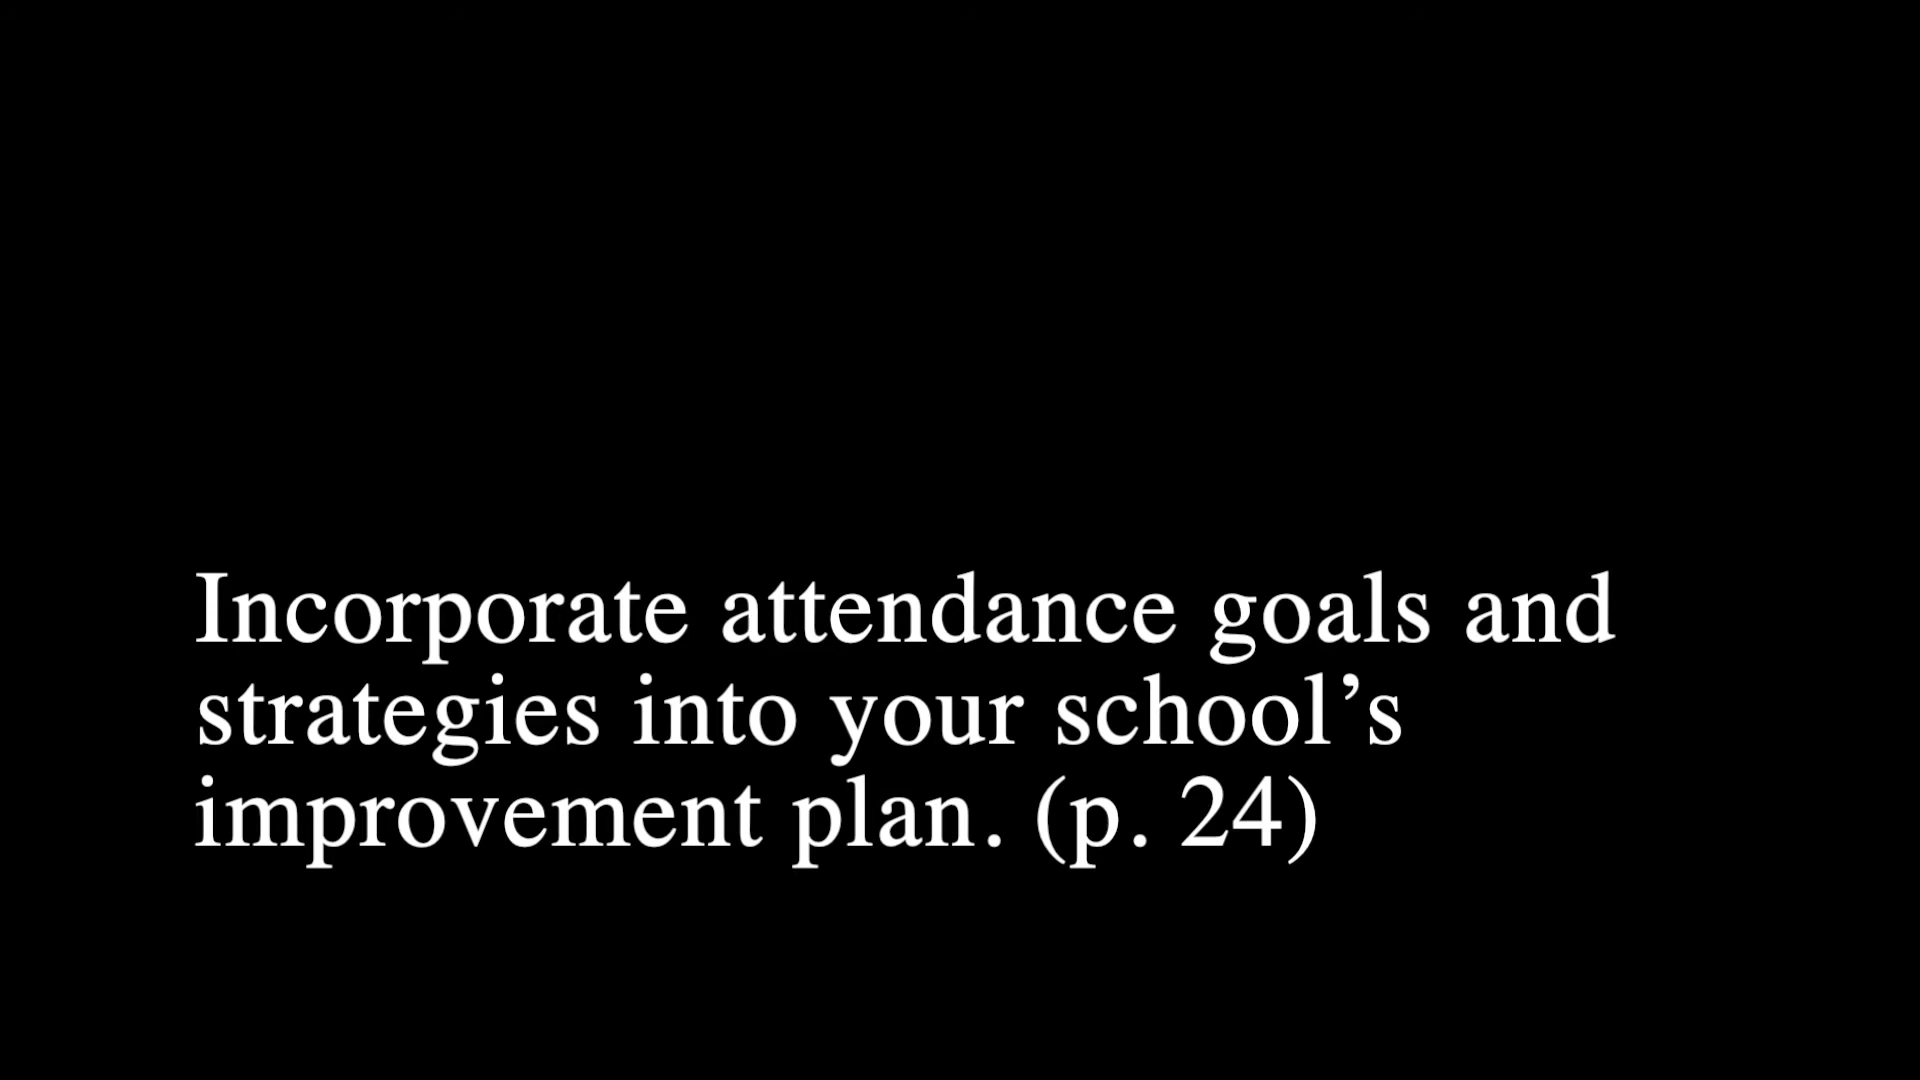 Incorporate attendance goals and
strategies into your school’s
improvement plan. (p. 24)